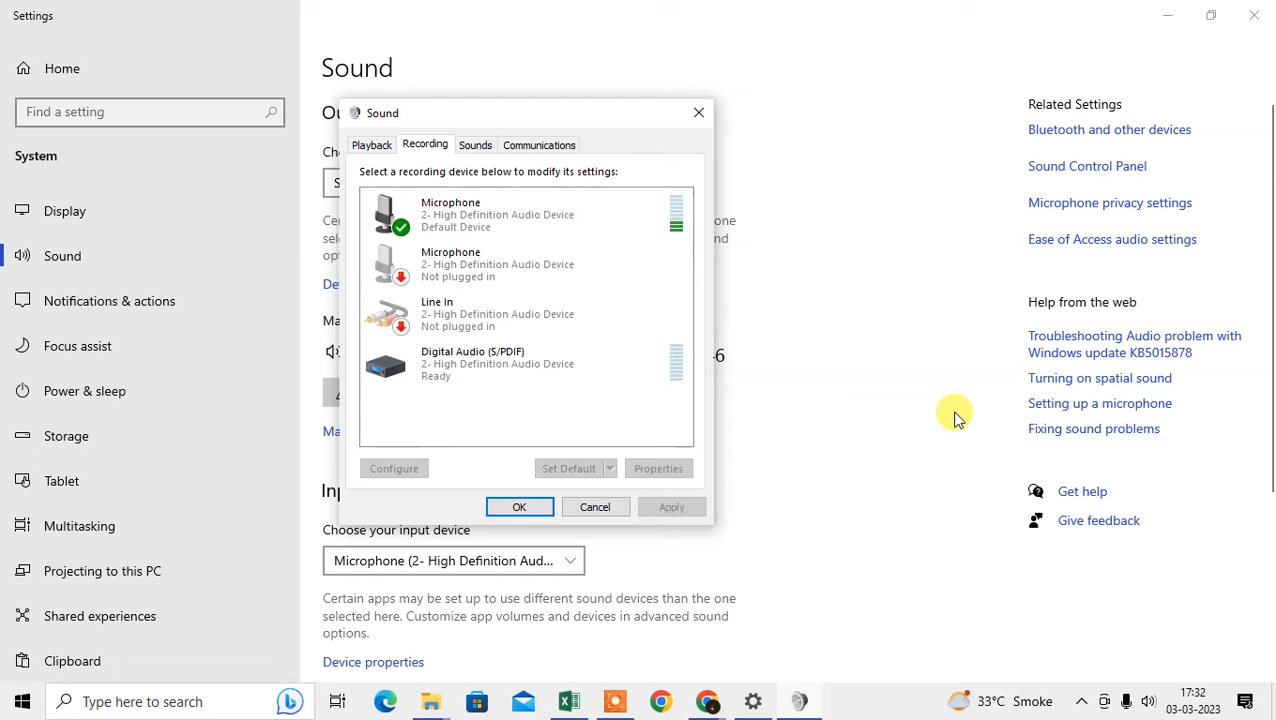 Settings
Home
Find a setting
System
Display
Sound
Notifications & actions
Focus assist
Power & sleep
Storage
Tablet
Multitasking
Projecting to this PC
Shared experiences
Clipboard
Sound
Sound
Playback Recording Sounds Communications
Select a recording device below to modify its settings:
Microphone
2- High Definition Audio Device
Default Device
Microphone
2- High Definition Audio Device
Not plugged in
Line In
2- High Definition Audio Device
Not plugged in
Digital Audio (S/PDIF)
2- High Definition Audio Device
Ready
Configure Set Default Properties
OK Cancel Apply
Choose your input device
Microphone (2- High Definition Aud...
Certain apps may be set up to use different sound devices than the one
selected here. Customize app volumes and devices in advanced sound
options.
Device properties
Related Settings
Bluetooth and other devices
Sound Control Panel
Microphone privacy settings
Ease of Access audio settings
Help from the web
Troubleshooting Audio problem with
Windows update KB5015878
Turning on spatial sound
Setting up a microphone
Fixing sound problems
Get help
Give feedback
Type here to search
33°C Smoke
17:32
03-03-2023